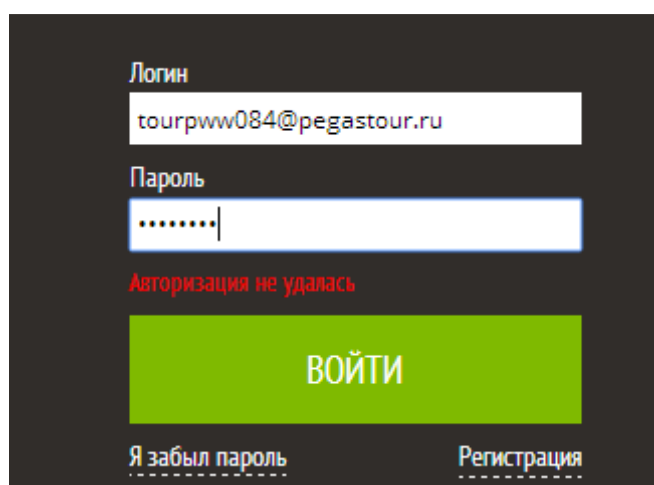 Логин
tourpww084@pegastour.ru
Пароль
••••••••
Авторизация не удалась
ВОЙТИ
Я забыл пароль Регистрация